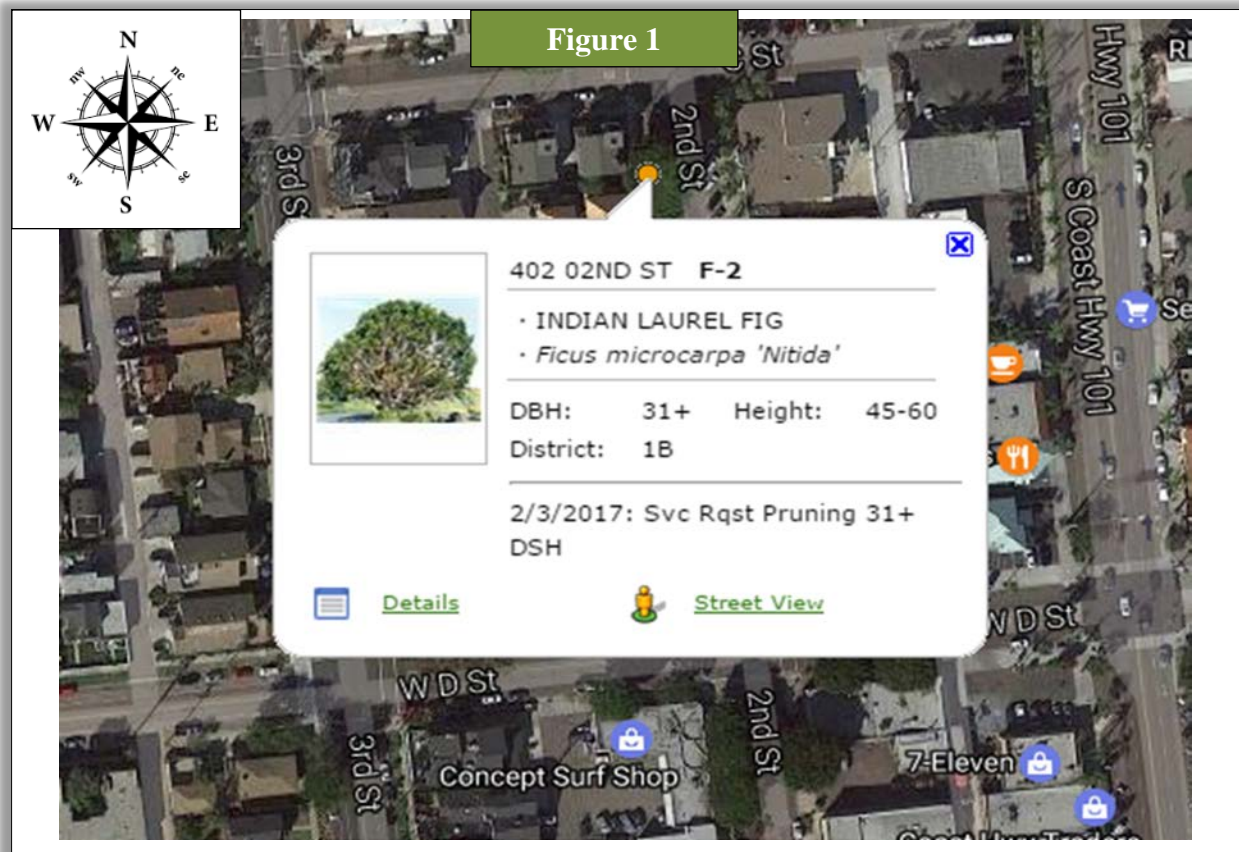 Figure 1
N
nw
ne
W
E
sw
se
S
St
Hwy 101
3rd S
2nd St
S Coast Hwy 101
402 02ND ST F-2
· INDIAN LAUREL FIG
· Ficus microcarpa 'Nitida'
DBH: 31+ Height: 45-60
District: 1B
2/3/2017: Svc Rqst Pruning 31+
DSH
Details
Street View
Se
W D St
W D St
3rd St
2nd St
Concept Surf Shop
7-Eleven